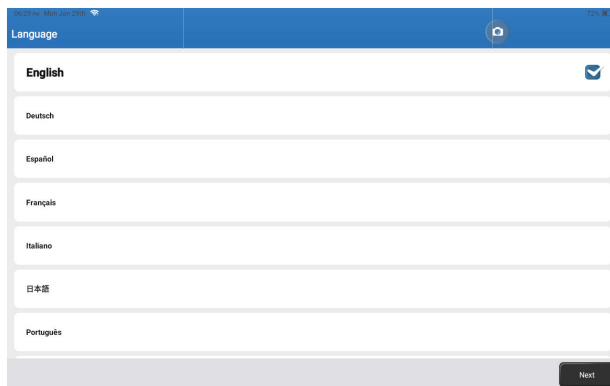 Language
English
Deutsch
Español
Français
Italiano
日本語
Português
Next